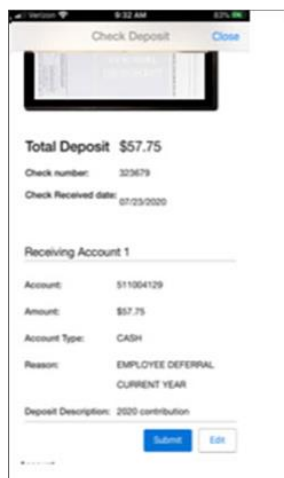 Verizon 9:32 AM 83%
Check Deposit Close
Total Deposit $57.75
Check number: 323679
Check Received date: 07/23/2020
Receiving Account 1
Account: 511004129
Amount: $57.75
Account Type: CASH
Reason: EMPLOYEE DEFERRAL
CURRENT YEAR
Deposit Description: 2020 contribution
Submit Edit